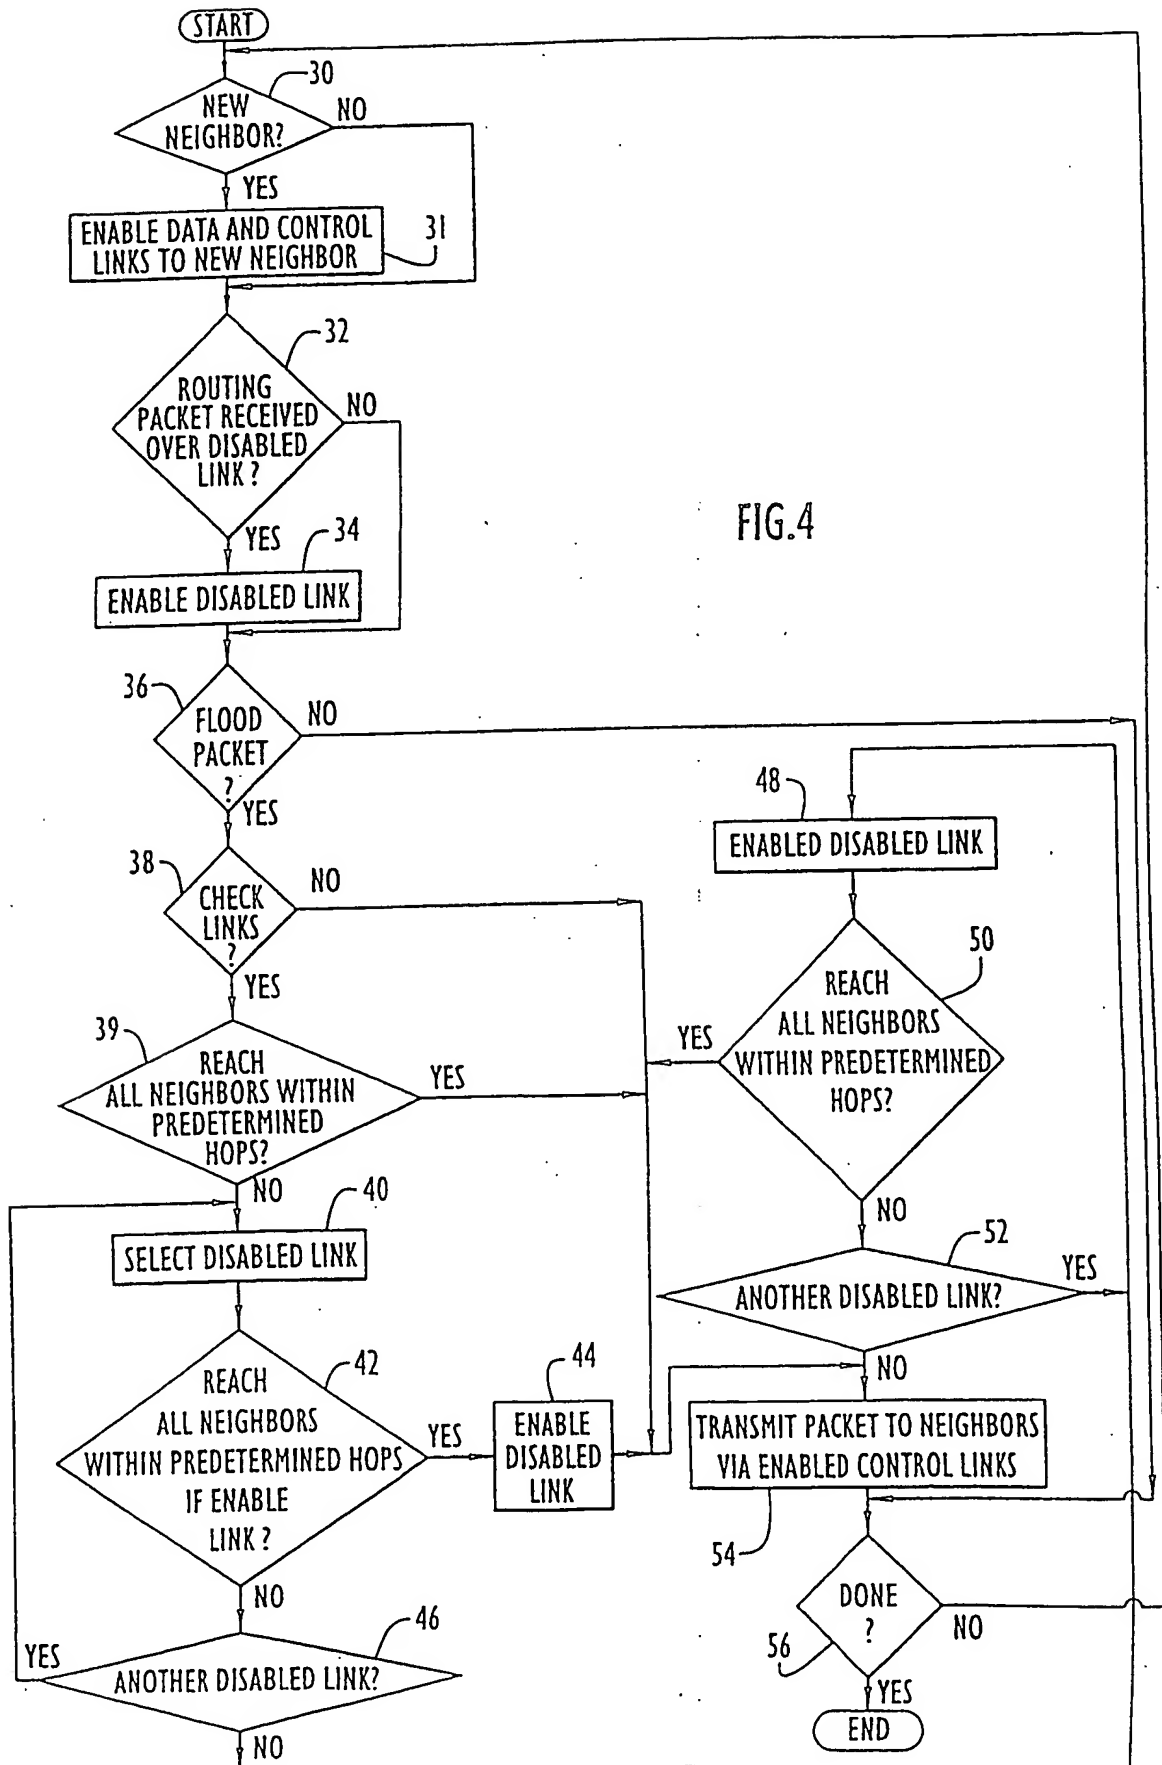 START
30
NEW
NEIGHBOR?
NO
YES
ENABLE DATA AND CONTROL
LINKS TO NEW NEIGHBOR
31
32
ROUTING
PACKET RECEIVED
OVER DISABLED
LINK ?
NO
YES
34
ENABLE DISABLED LINK
FIG.4
36
FLOOD
PACKET
?
NO
YES
38
CHECK
LINKS
?
NO
YES
39
REACH
ALL NEIGHBORS WITHIN
PREDETERMINED
HOPS?
YES
NO
40
SELECT DISABLED LINK
42
REACH
ALL NEIGHBORS
WITHIN PREDETERMINED HOPS
IF ENABLE
LINK ?
YES
NO
44
ENABLE
DISABLED
LINK
46
ANOTHER DISABLED LINK?
YES
NO
48
ENABLED DISABLED LINK
50
REACH
ALL NEIGHBORS
WITHIN PREDETERMINED
HOPS?
YES
NO
52
ANOTHER DISABLED LINK?
YES
NO
TRANSMIT PACKET TO NEIGHBORS
VIA ENABLED CONTROL LINKS
54
DONE
?
56
NO
YES
END